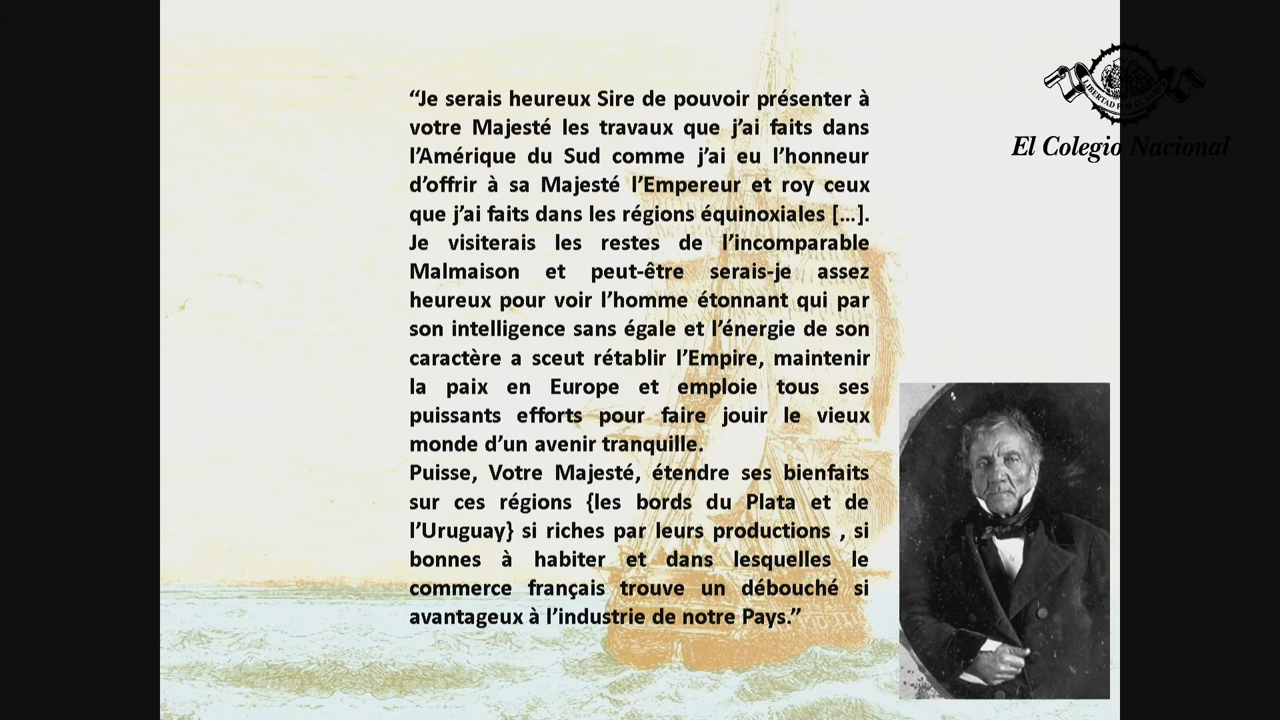 “Je serais heureux Sire de pouvoir présenter à
votre Majesté les travaux que j’ai faits dans
l’Amérique du Sud comme j’ai eu l’honneur
d’offrir à sa Majesté l’Empereur et roy ceux
que j’ai faits dans les régions équinoxiales […].
Je visiterais les restes de l’incomparable
Malmaison et peut-être serais-je assez
heureux pour voir l’homme étonnant qui par
son intelligence sans égale et l’énergie de son
caractère a sceut rétablir l’Empire, maintenir
la paix en Europe et emploie tous ses
puissants efforts pour faire jouir le vieux
monde d’un avenir tranquille.
Puisse, Votre Majesté, étendre ses bienfaits
sur ces régions {les bords du Plata et de
l’Uruguay} si riches par leurs productions , si
bonnes à habiter et dans lesquelles le
commerce français trouve un débouché si
avantageux à l’industrie de notre Pays.”
LIBERTAD POR
El Colegio Nacional